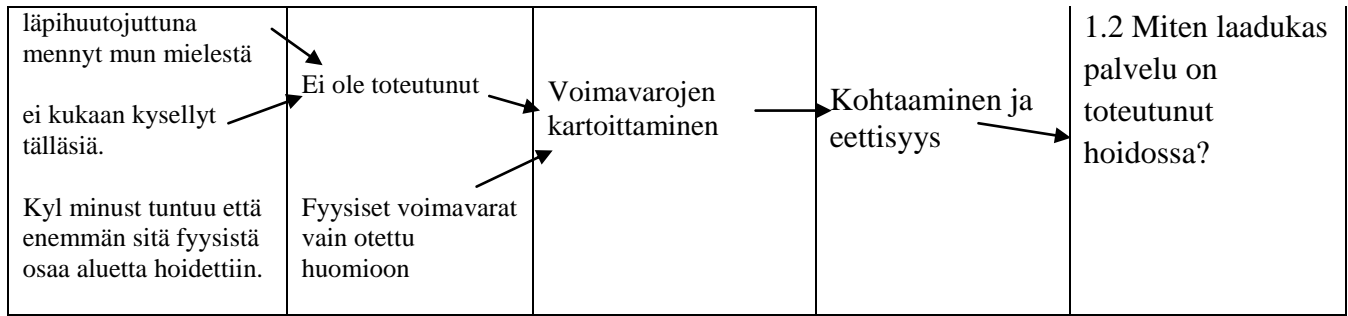 läpihuutojuttuna
mennyt mun mielestä
ei kukaan kysellyt
tälläsiä.
Kyl minust tuntuu että
enemmän sitä fyysistä
osaa aluetta hoidettiin.
Ei ole toteutunut
Fyysiset voimavarat
vain otettu
huomioon
Voimavarojen
kartoittaminen
Kohtaaminen ja
eettisyys
1.2 Miten laadukas
palvelu on
toteutunut
hoidossa?